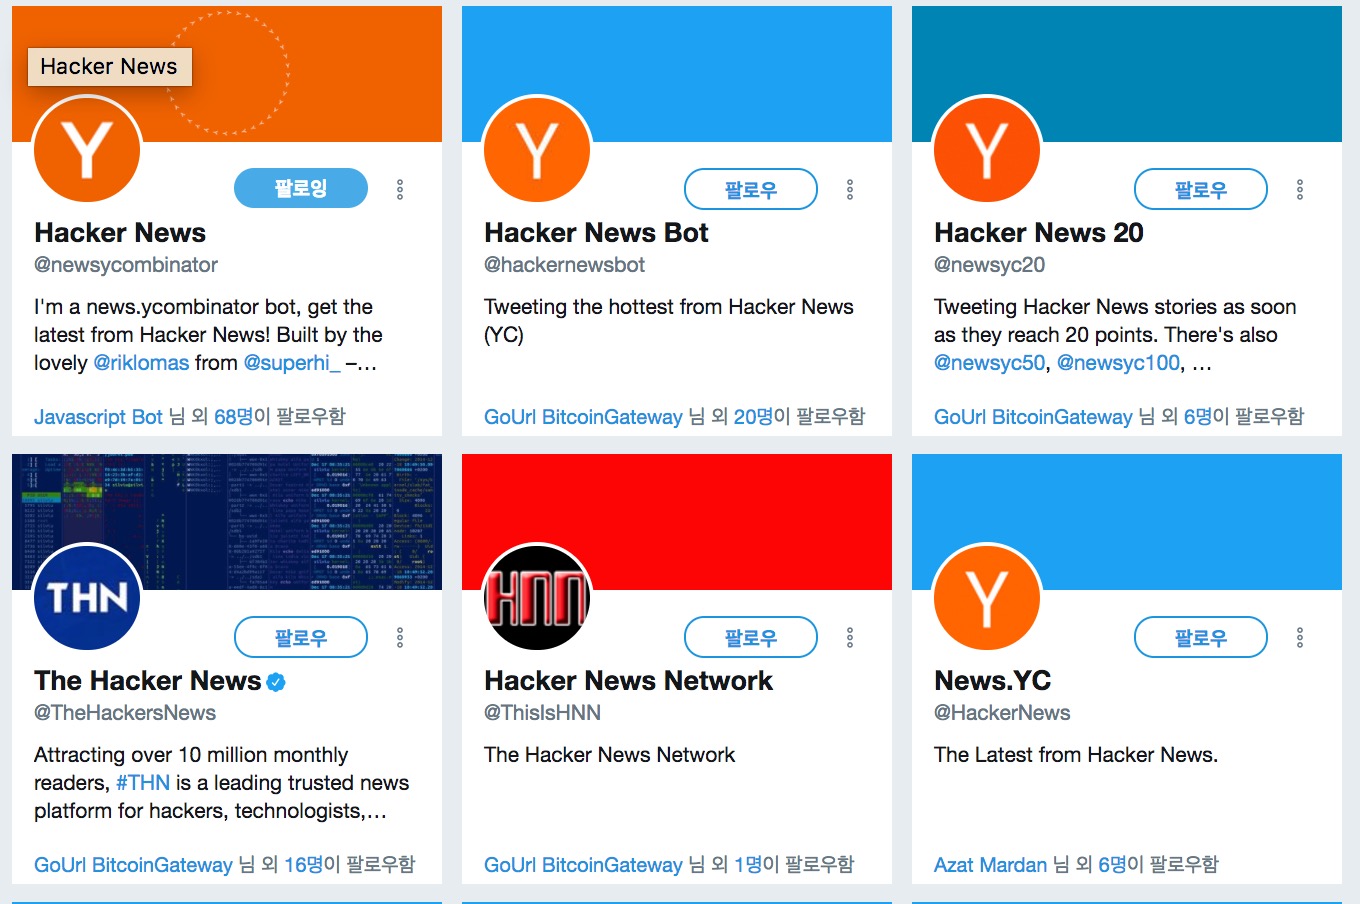 Hacker News
Y
팔로잉
Hacker News
@newsycombinator
I'm a news.ycombinator bot, get the
latest from Hacker News! Built by the
lovely @riklomas from @superhi_ –...
Javascript Bot 님 외 68명이 팔로우함
Y
팔로우
Hacker News Bot
@hackernewsbot
Tweeting the hottest from Hacker News
(YC)
GoUrl BitcoinGateway 님 외 20명이 팔로우함
Y
팔로우
Hacker News 20
@newsyc20
Tweeting Hacker News stories as soon
as they reach 20 points. There's also
@newsyc50, @newsyc100, ...
GoUrl BitcoinGateway 님 외 6명이 팔로우함
THN
팔로우
The Hacker News
@TheHackersNews
Attracting over 10 million monthly
readers, #THN is a leading trusted news
platform for hackers, technologists,...
GoUrl BitcoinGateway 님 외 16명이 팔로우함
HNN
팔로우
Hacker News Network
@ThisIsHNN
The Hacker News Network
GoUrl BitcoinGateway 님 외 1명이 팔로우함
Y
팔로우
News.YC
@HackerNews
The Latest from Hacker News.
Azat Mardan 님 외 6명이 팔로우함